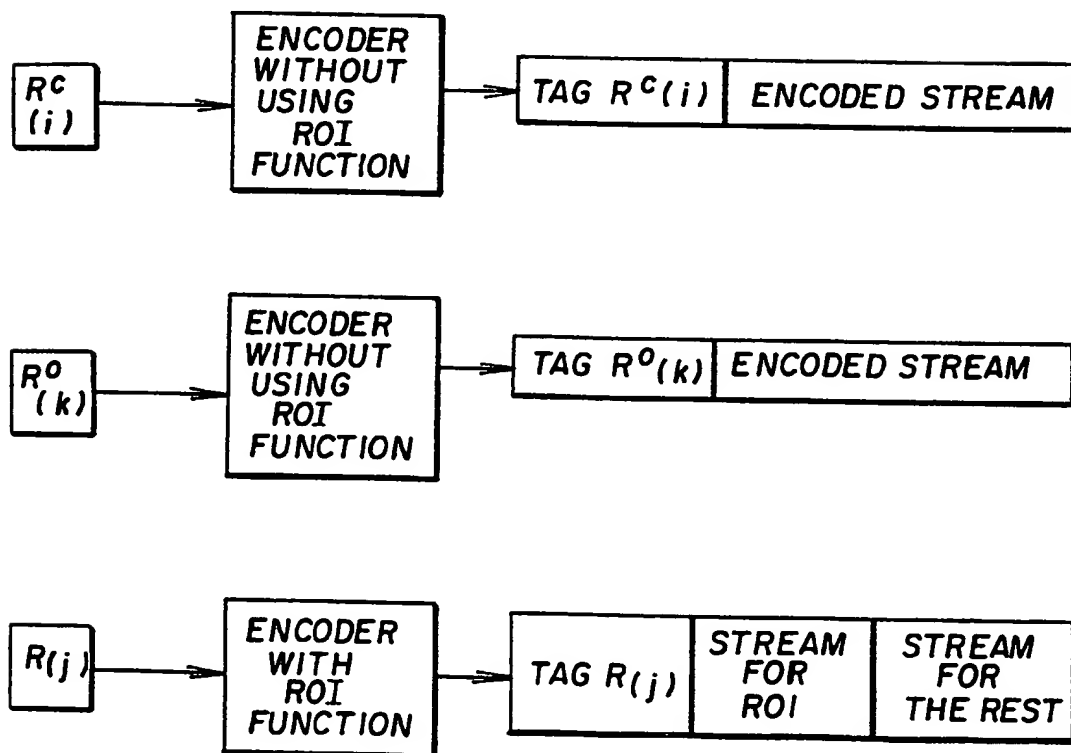 R^c
(i)
ENCODER
WITHOUT
USING
ROI
FUNCTION
TAG R^c(i)
ENCODED STREAM
R^o
(k)
ENCODER
WITHOUT
USING
ROI
FUNCTION
TAG R^o(k)
ENCODED STREAM
R(j)
ENCODER
WITH
ROI
FUNCTION
TAG R(j)
STREAM
FOR
ROI
STREAM
FOR
THE REST